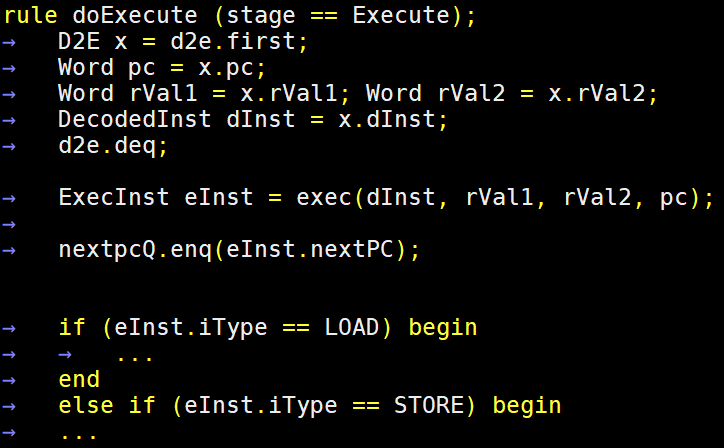 rule doExecute (stage == Execute);
→   D2E x = d2e.first;
→   Word pc = x.pc;
→   Word rVal1 = x.rVal1; Word rVal2 = x.rVal2;
→   DecodedInst dInst = x.dInst;
→   d2e.deq;

→   ExecInst eInst = exec(dInst, rVal1, rVal2, pc);
→
→   nextpcQ.enq(eInst.nextPC);


→   if (eInst.iType == LOAD) begin
→   →   ...
→   end
→   else if (eInst.iType == STORE) begin
→   ...